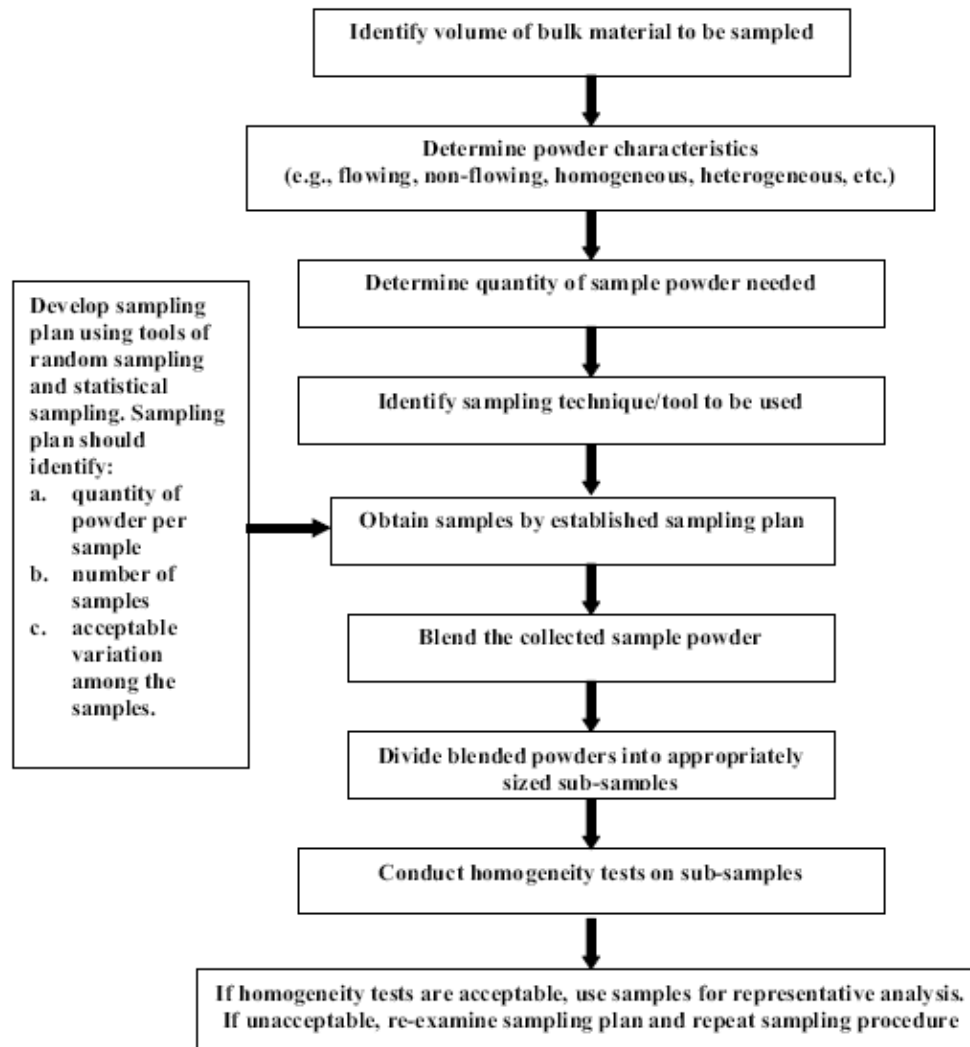 Identify volume of bulk material to be sampled
Determine powder characteristics
(e.g., flowing, non-flowing, homogeneous, heterogeneous, etc.)
Determine quantity of sample powder needed
Identify sampling technique/tool to be used
Develop sampling
plan using tools of
random sampling
and statistical
sampling. Sampling
plan should
identify:
a. quantity of
powder per
sample
b. number of
samples
c. acceptable
variation
among the
samples.
Obtain samples by established sampling plan
Blend the collected sample powder
Divide blended powders into appropriately
sized sub-samples
Conduct homogeneity tests on sub-samples
If homogeneity tests are acceptable, use samples for representative analysis.
If unacceptable, re-examine sampling plan and repeat sampling procedure